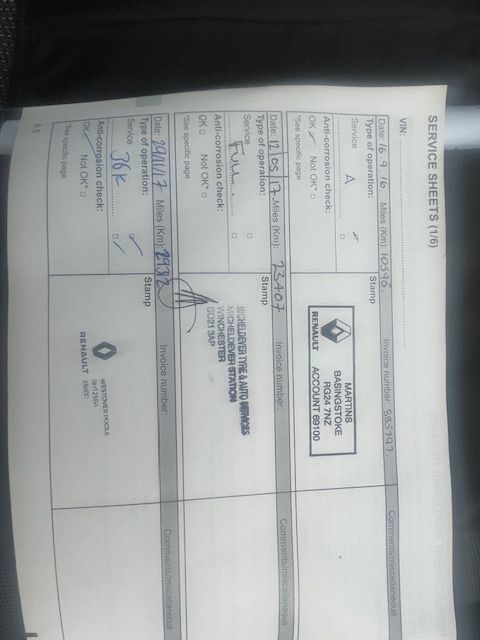 SERVICE SHEETS (1/6)
VIN:
Date: 16.9.16 Miles (Km): 10396 Invoice number: 885797 Comments/miscellaneous
Type of operation: Stamp
Service A.
Anti-corrosion check:
OK Not OK* □
*See specific page
MARTINS
BASINGSTOKE
RG24 7NZ
RENAULT ACCOUNT 69100
Date: 12/05/17 Miles (Km): 23407 Invoice number: Comments/miscellaneous
Type of operation: Stamp
Service Full □
Anti-corrosion check:
OK □ Not OK* □
*See specific page
MICHELDEVER TYRE & AUTO SERVICES
MICHELDEVER STATION
WINCHESTER
SO21 3AP
Date: 20/11/17 Miles (Km): Invoice number: Comments/miscellaneous
Type of operation: Stamp
Service 36K
Anti-corrosion check:
OK Not OK* □
*See specific page
WESTOVER POOLE
RENAULT